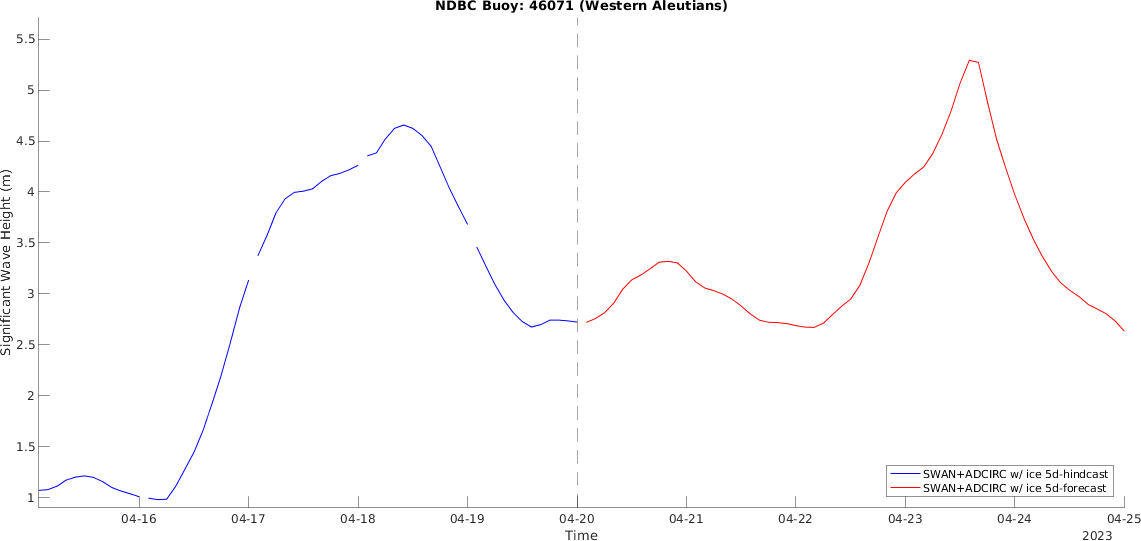 NDBC Buoy: 46071 (Western Aleutians)
Significant Wave Height (m)
5.5
5
4.5
4
3.5
3
2.5
2
1.5
1
SWAN+ADCIRC w/ ice 5d-hindcast
SWAN+ADCIRC w/ ice 5d-forecast
04-16 04-17 04-18 04-19 04-20 04-21 04-22 04-23 04-24 04-25
Time
2023